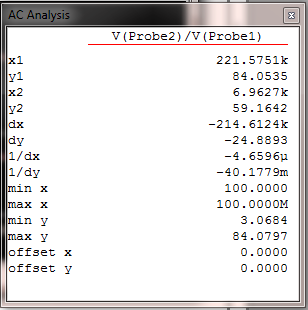 AC Analysis
V(Probe2)/V(Probe1)
x1 221.5751k
y1 84.0535
x2 6.9627k
y2 59.1642
dx -214.6124k
dy -24.8893
1/dx -4.6596µ
1/dy -40.1779m
min x 100.0000
max x 100.0000M
min y 3.0684
max y 84.0797
offset x 0.0000
offset y 0.0000